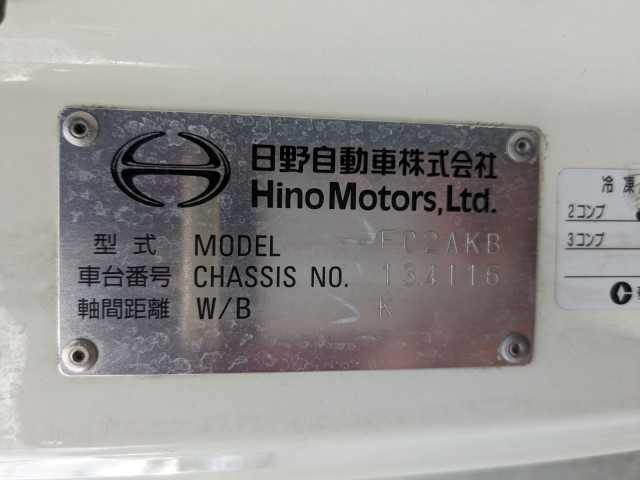 日野自動車株式会社
Hino Motors, Ltd.
型式 MODEL FC2AKB
車台番号 CHASSIS NO. 134116
軸間距離 W/B K
冷凍
2コンプ
3コンプ